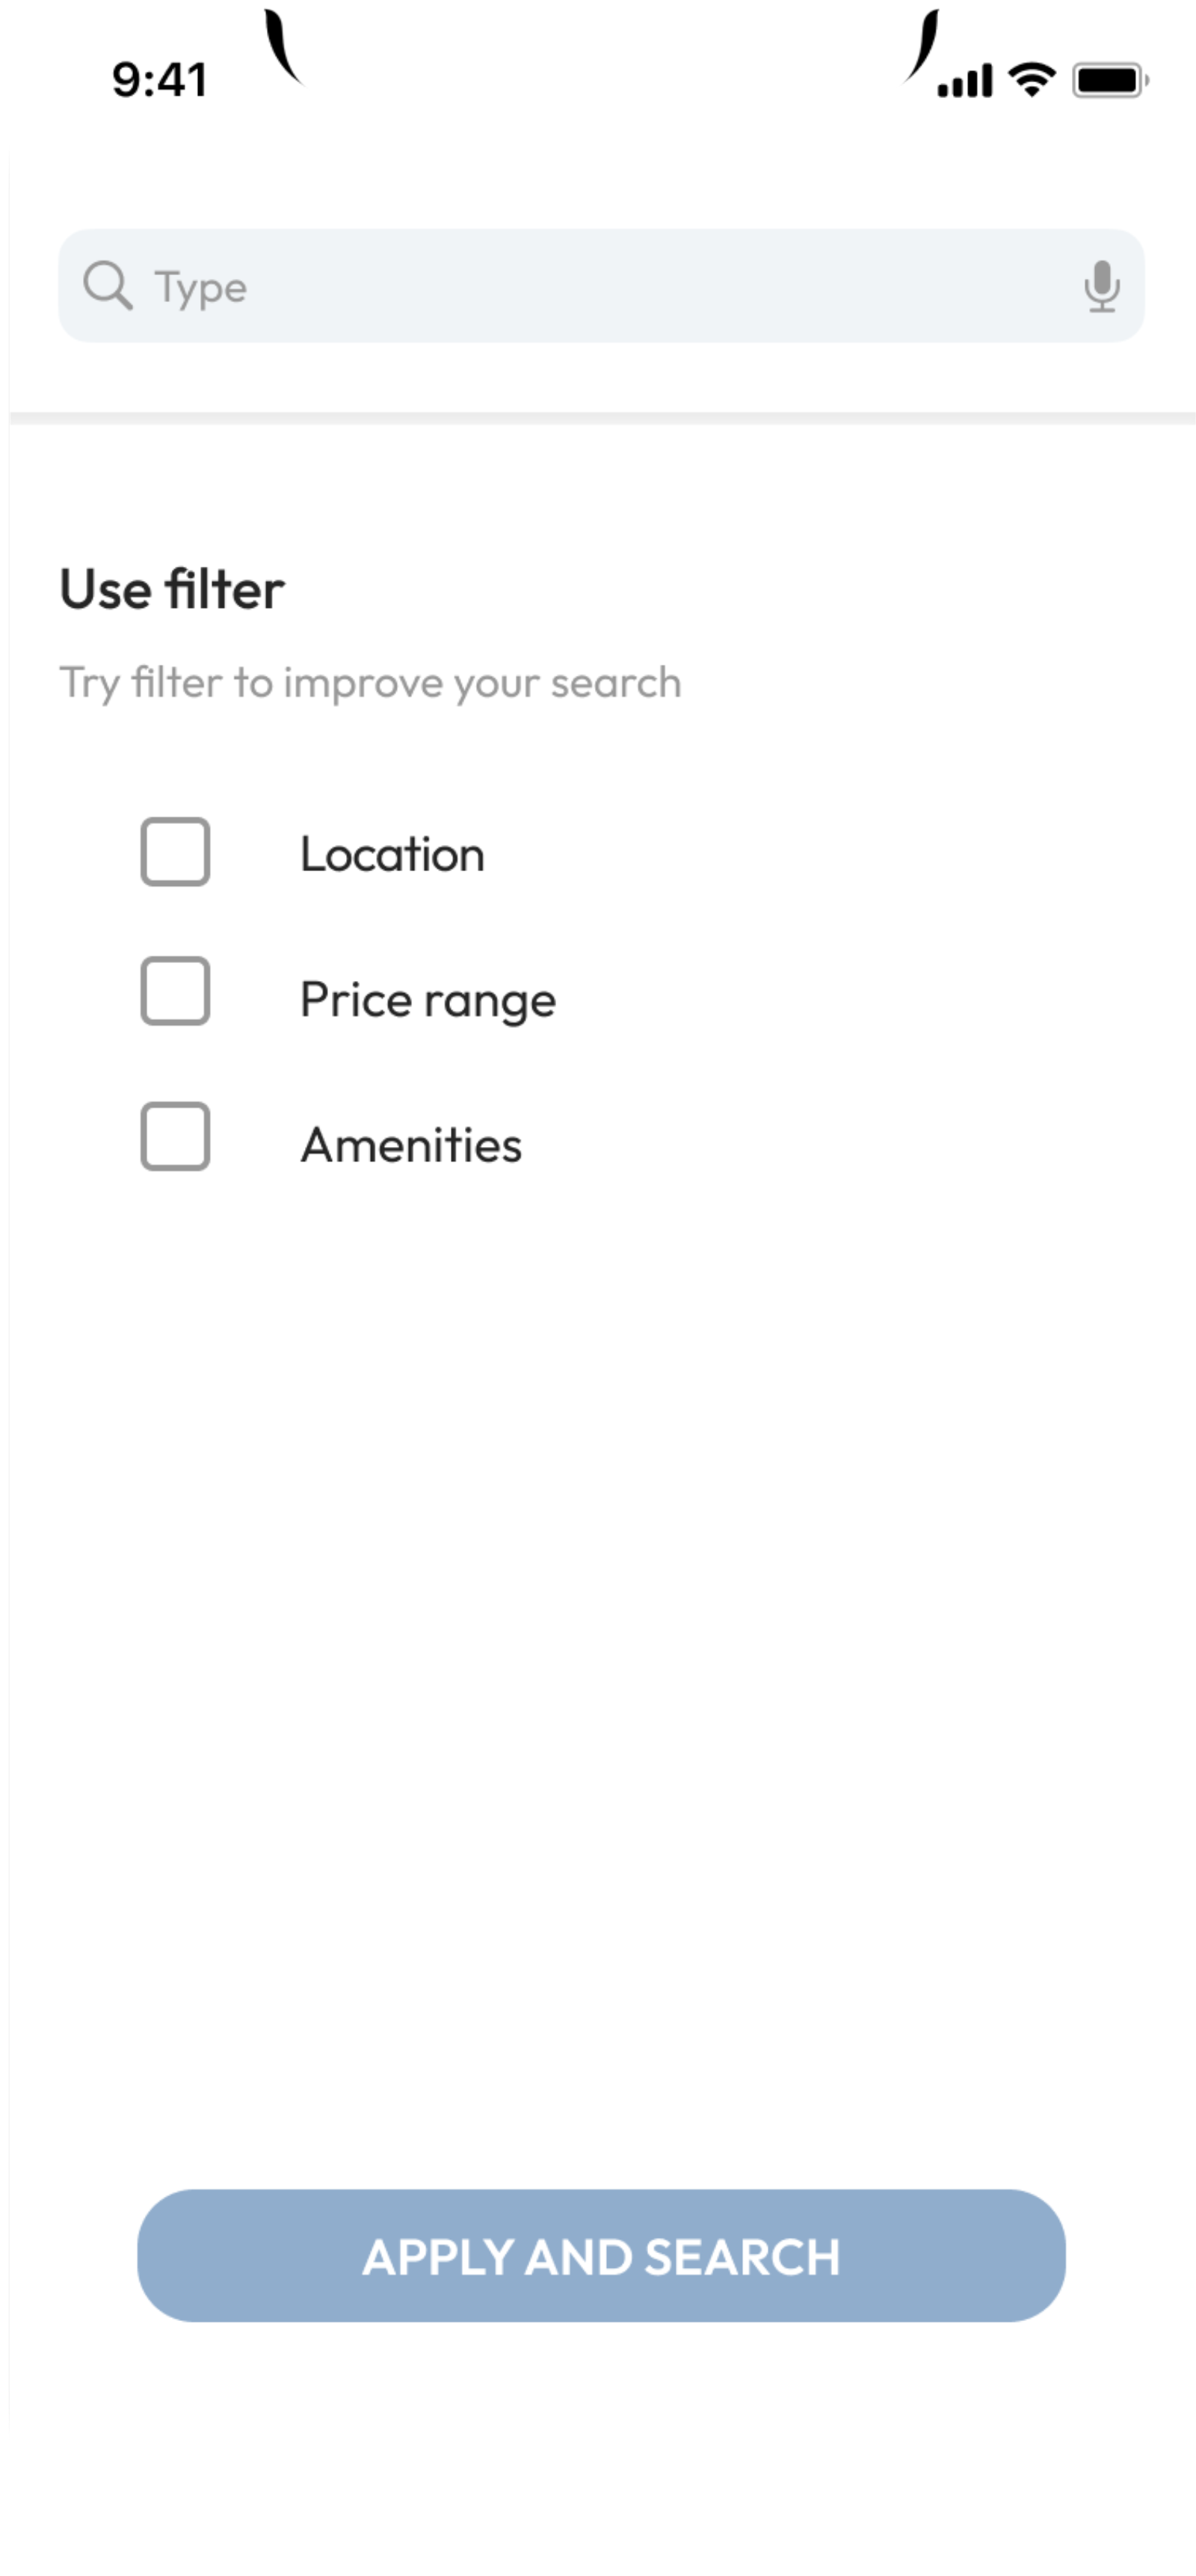 9:41
Type
Use filter
Try filter to improve your search
Location
Price range
Amenities
APPLY AND SEARCH